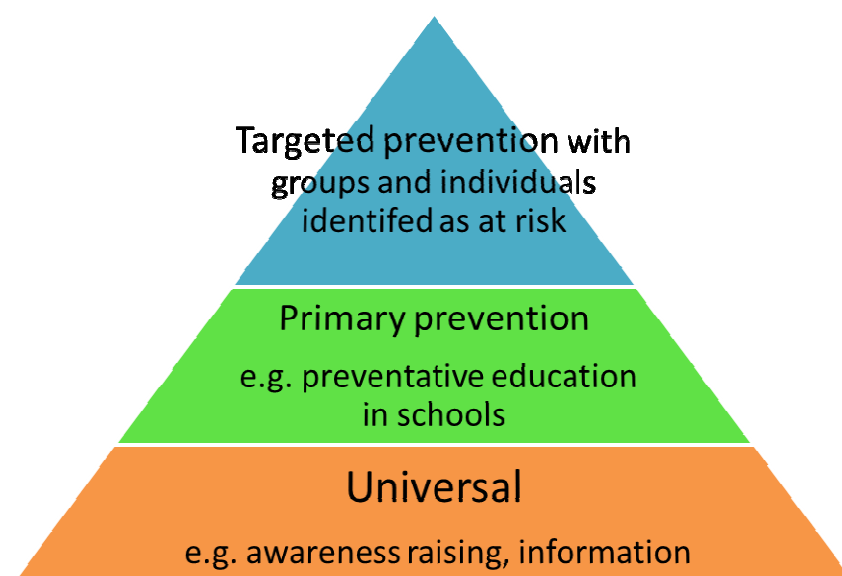 Targeted prevention with
groups and individuals
identifed as at risk
Primary prevention
e.g. preventative education
in schools
Universal
e.g. awareness raising, information